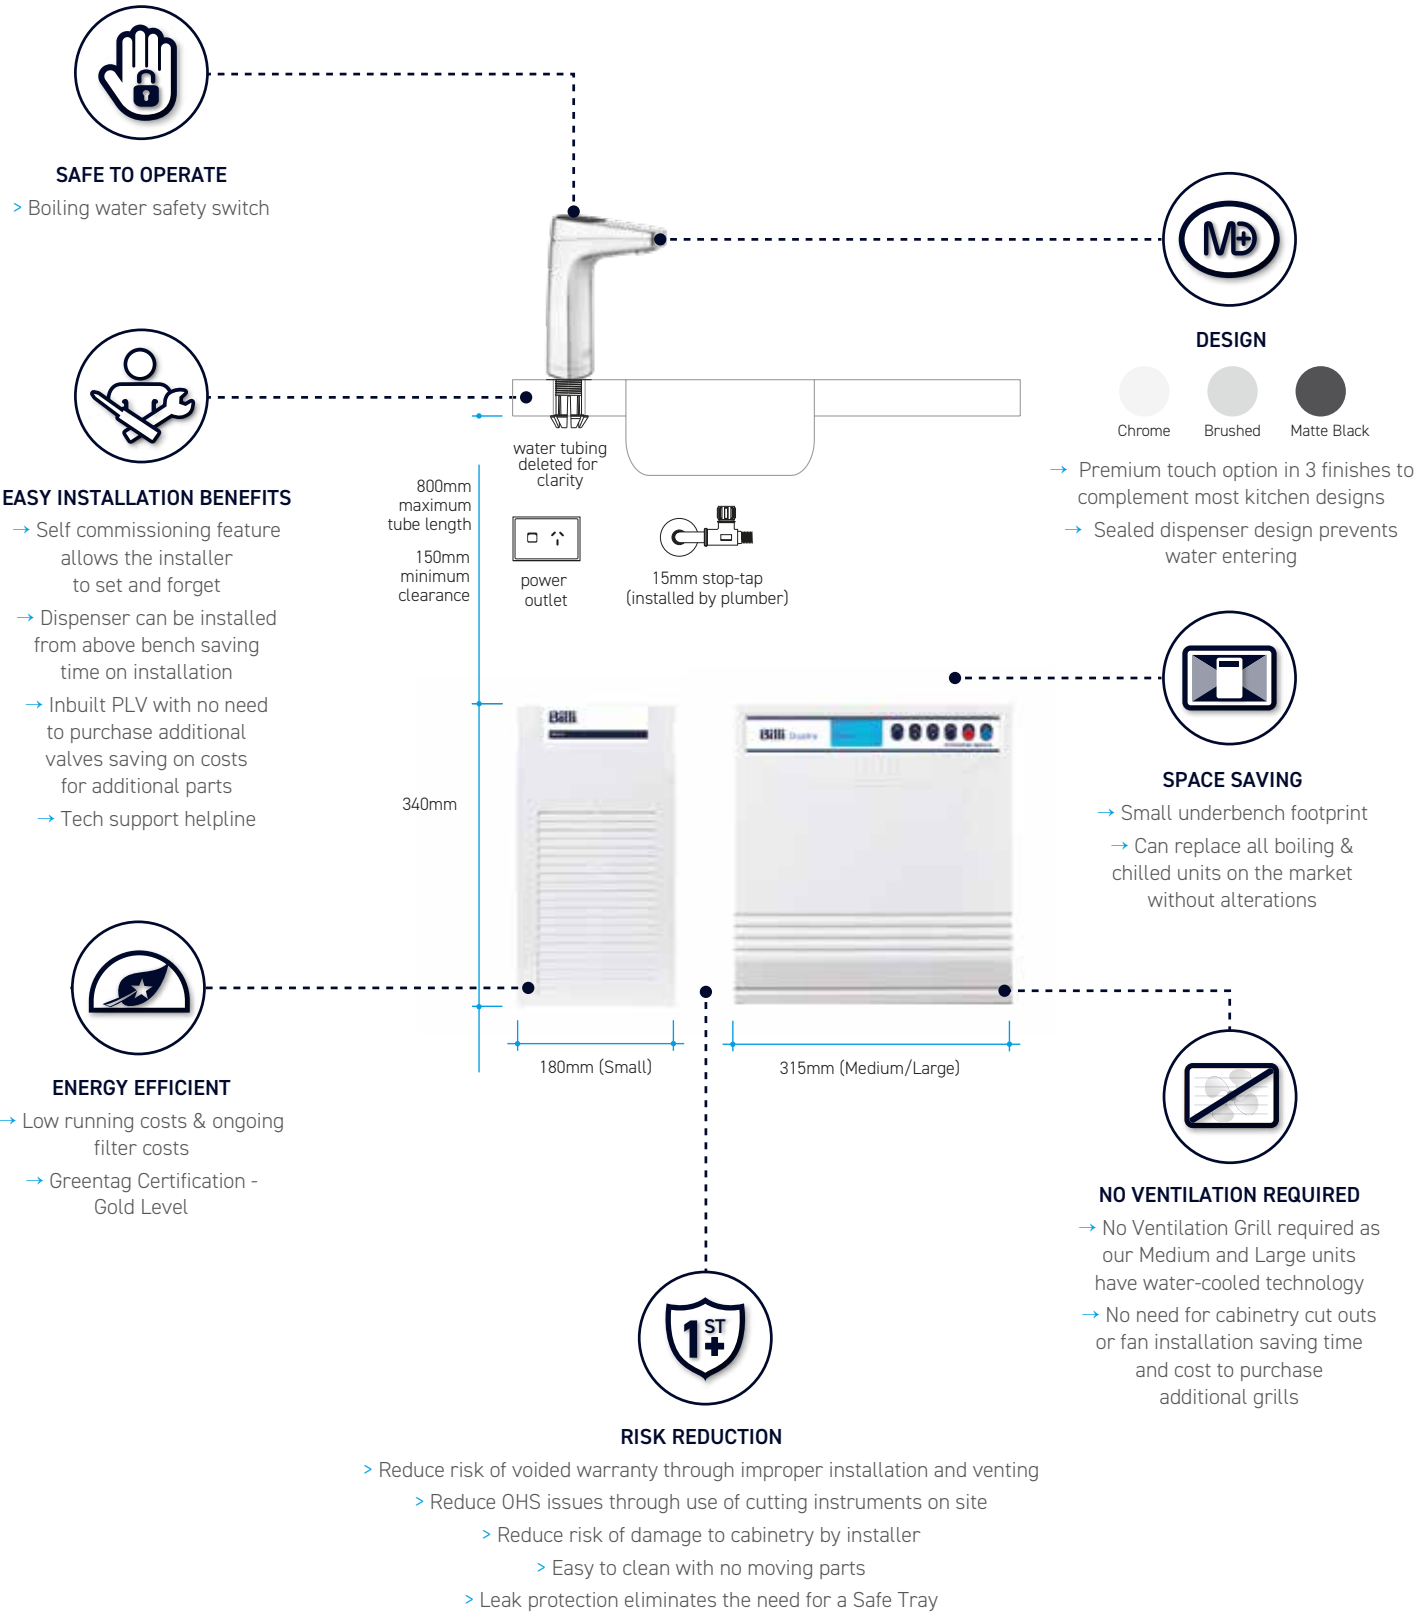 SAFE TO OPERATE
> Boiling water safety switch
EASY INSTALLATION BENEFITS
→ Self commissioning feature
allows the installer
to set and forget
→ Dispenser can be installed
from above bench saving
time on installation
→ Inbuilt PLV with no need
to purchase additional
valves saving on costs
for additional parts
→ Tech support helpline
ENERGY EFFICIENT
→ Low running costs & ongoing
filter costs
→ Greentag Certification -
Gold Level
water tubing
deleted for
clarity
800mm
maximum
tube length
150mm
minimum
clearance
power
outlet
15mm stop-tap
(installed by plumber)
340mm
Billi
Billi
180mm (Small)
315mm (Medium/Large)
MD+
DESIGN
Chrome
Brushed
Matte Black
→ Premium touch option in 3 finishes to
complement most kitchen designs
→ Sealed dispenser design prevents
water entering
SPACE SAVING
→ Small underbench footprint
→ Can replace all boiling &
chilled units on the market
without alterations
NO VENTILATION REQUIRED
→ No Ventilation Grill required as
our Medium and Large units
have water-cooled technology
→ No need for cabinetry cut outs
or fan installation saving time
and cost to purchase
additional grills
1ST+
RISK REDUCTION
> Reduce risk of voided warranty through improper installation and venting
> Reduce OHS issues through use of cutting instruments on site
> Reduce risk of damage to cabinetry by installer
> Easy to clean with no moving parts
> Leak protection eliminates the need for a Safe Tray